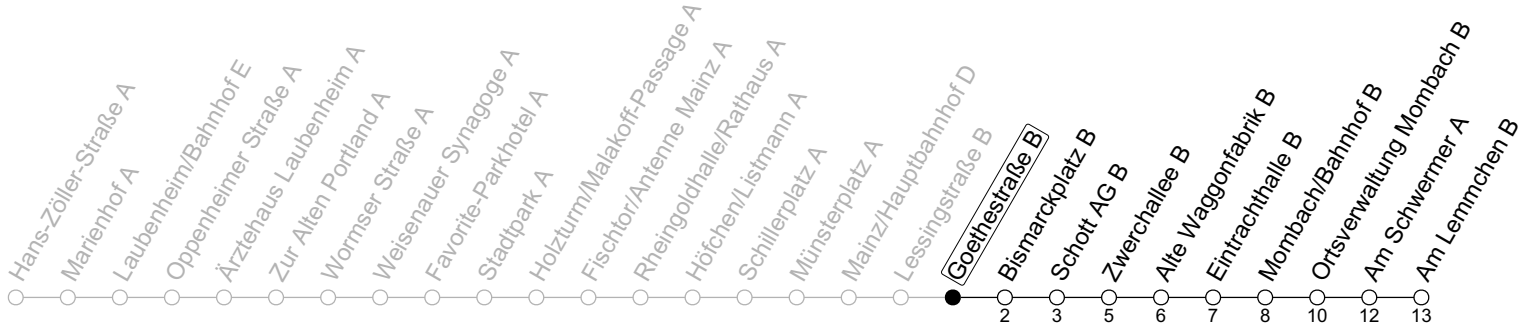 Hans-Zöller-Straße A
Marienhof A
Laubenheim/Bahnhof E
Oppenheimer Straße A
Ärztehaus Laubenheim A
Zur Alten Portland A
Wormser Straße A
Weisenauer Synagoge A
Favorite-Parkhotel A
Stadtpark A
Holzturm/Malakoff-Passage A
Fischtor/Antenne Mainz A
Rheingoldhalle/Rathaus A
Höfchen/Listmann A
Schillerplatz A
Münsterplatz A
Mainz/Hauptbahnhof D
Lessingstraße B
Goethestraße B
Bismarckplatz B
Schott AG B
Zwerchallee B
Alte Waggonfabrik B
Eintrachthalle B
Mombach/Bahnhof B
Ortsverwaltung Mombach B
Am Schwermer A
Am Lemmchen B
2 3 5 6 7 8 10 12 13